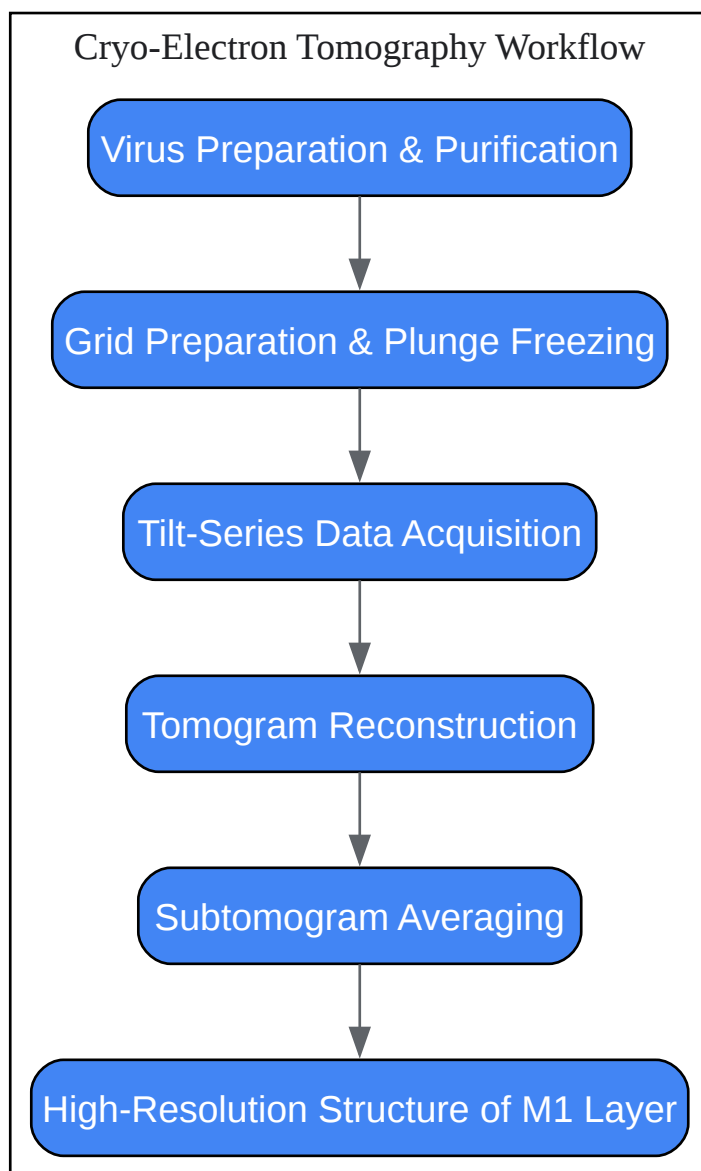 Cryo-Electron Tomography Workflow
Virus Preparation & Purification
Grid Preparation & Plunge Freezing
Tilt-Series Data Acquisition
Tomogram Reconstruction
Subtomogram Averaging
High-Resolution Structure of M1 Layer